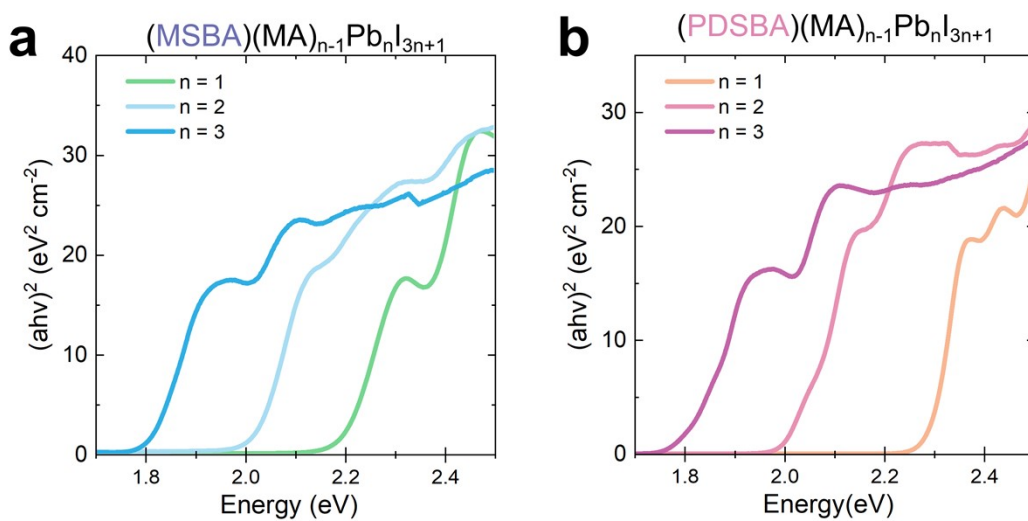 a
(MSBA)(MA)ₙ₋₁PbₙI₃ₙ₊₁
n = 1
n = 2
n = 3
40
30
20
10
0
(ahv)² (eV² cm⁻²)
1.8
2.0
2.2
2.4
Energy (eV)
b
(PDSBA)(MA)ₙ₋₁PbₙI₃ₙ₊₁
n = 1
n = 2
n = 3
30
20
10
0
(ahv)² (eV² cm⁻²)
1.8
2.0
2.2
2.4
Energy(eV)